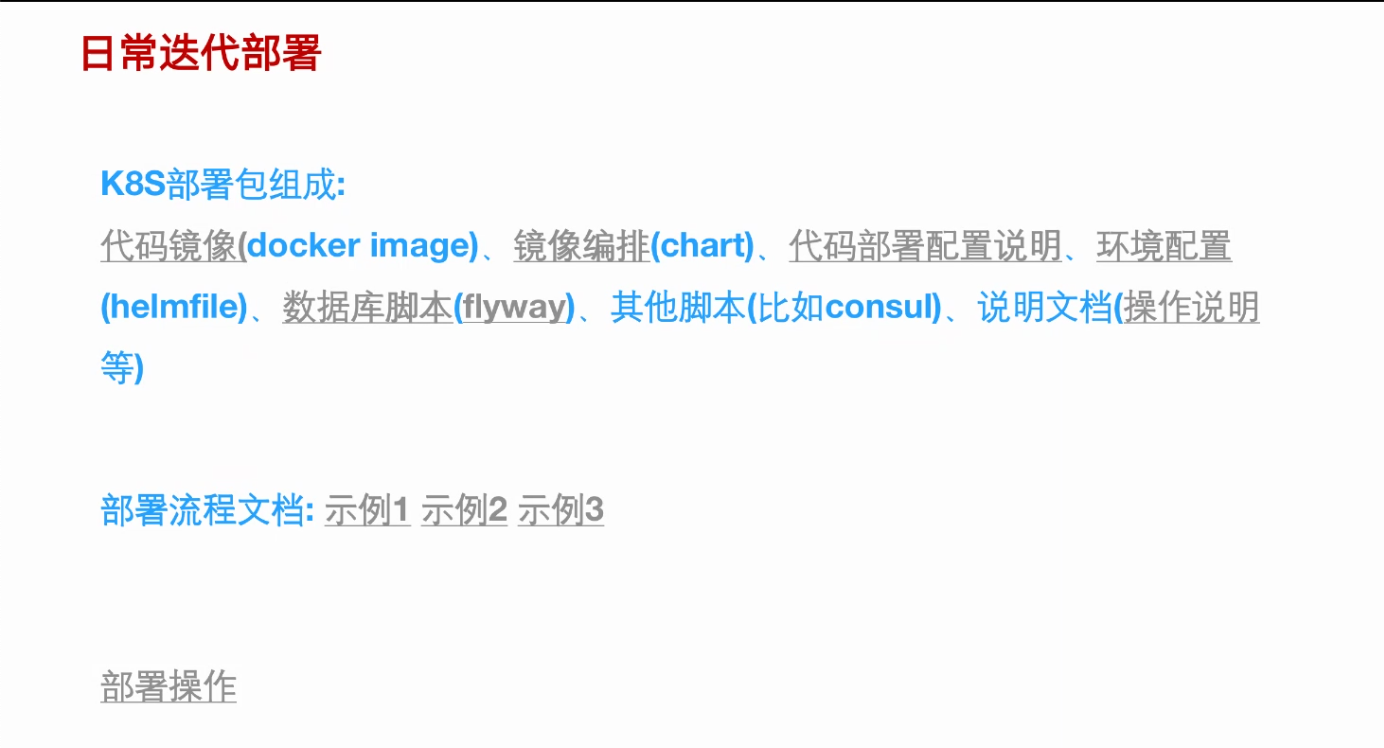 日常迭代部署
K8S部署包组成:
代码镜像(docker image)、镜像编排(chart)、代码部署配置说明、环境配置
(helmfile)、数据库脚本(flyway)、其他脚本(比如consul)、说明文档(操作说明
等)
部署流程文档: 示例1 示例2 示例3
部署操作